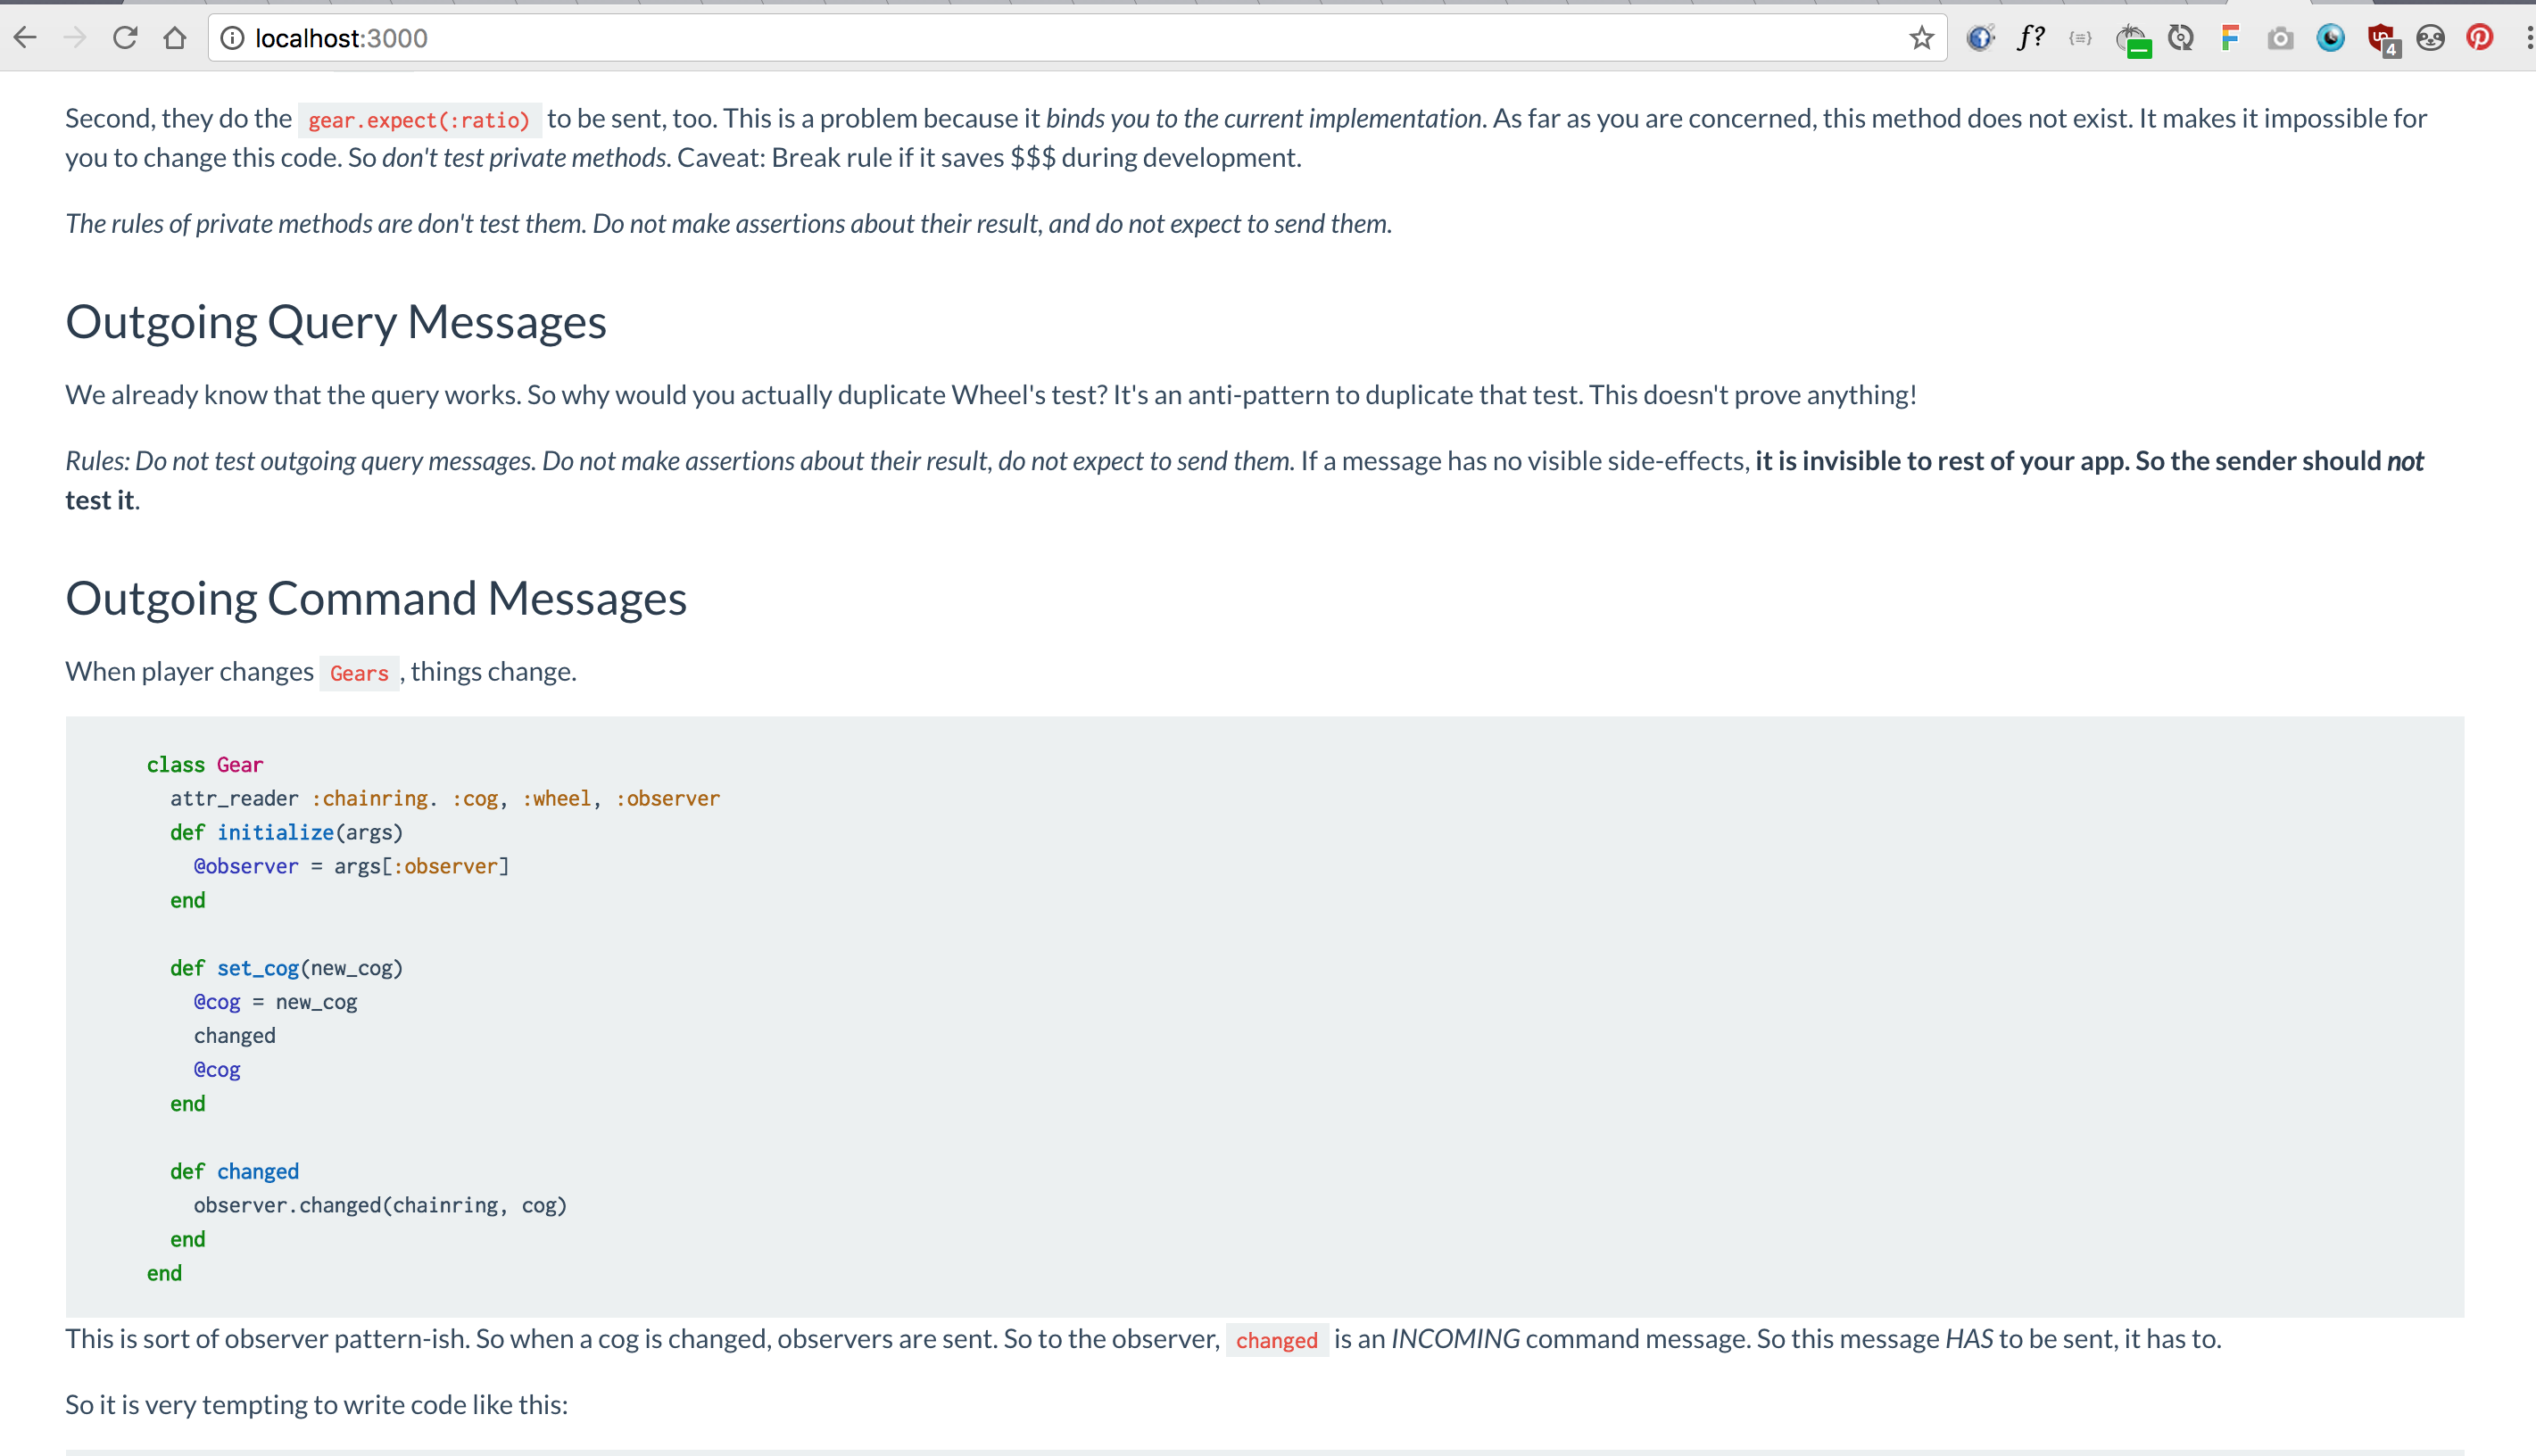 localhost:3000
f?
{=}
F
4
Second, they do the gear.expect(:ratio) to be sent, too. This is a problem because it binds you to the current implementation. As far as you are concerned, this method does not exist. It makes it impossible for
you to change this code. So don't test private methods. Caveat: Break rule if it saves $$$ during development.
The rules of private methods are don't test them. Do not make assertions about their result, and do not expect to send them.
Outgoing Query Messages
We already know that the query works. So why would you actually duplicate Wheel's test? It's an anti-pattern to duplicate that test. This doesn't prove anything!
Rules: Do not test outgoing query messages. Do not make assertions about their result, do not expect to send them. If a message has no visible side-effects, it is invisible to rest of your app. So the sender should not
test it.
Outgoing Command Messages
When player changes Gears , things change.
class Gear
attr_reader :chainring. :cog, :wheel, :observer
def initialize(args)
@observer = args[:observer]
end
def set_cog(new_cog)
@cog = new_cog
changed
@cog
end
def changed
observer.changed(chainring, cog)
end
end
This is sort of observer pattern-ish. So when a cog is changed, observers are sent. So to the observer, changed is an INCOMING command message. So this message HAS to be sent, it has to.
So it is very tempting to write code like this: